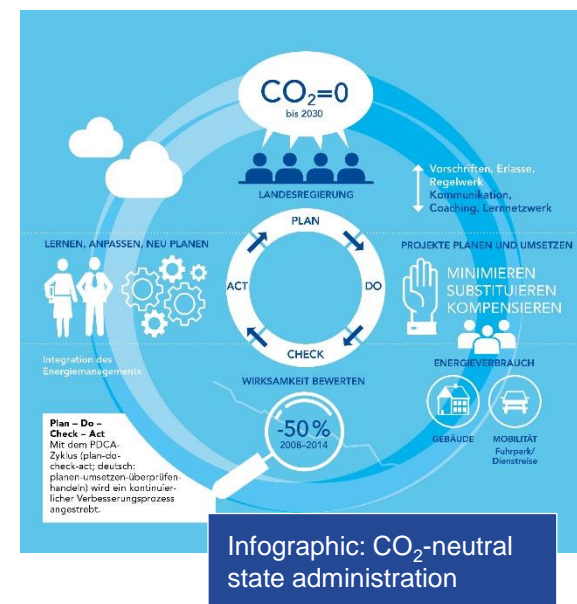 CO₂=0
bis 2030
LANDESREGIERUNG
Vorschriften, Erlasse,
Regelwerk
Kommunikation,
Coaching, Lernnetzwerk
PLAN
DO
CHECK
ACT
LERNEN, ANPASSEN, NEU PLANEN
PROJEKTE PLANEN UND UMSETZEN
MINIMIEREN
SUBSTITUIEREN
KOMPENSIEREN
Integration des
Energiemanagements
WIRKSAMKEIT BEWERTEN
-50%
2008–2014
ENERGIEVERBRAUCH
GEBÄUDE
MOBILITÄT
Fuhrpark/
Dienstreise
Plan – Do –
Check – Act
Mit dem PDCA-
Zyklus (plan-do-
check-act; deutsch:
planen-umsetzen-überprüfen-
handeln) wird ein kontinuier-
licher Verbesserungsprozess
angestrebt.
Infographic: CO₂-neutral
state administration